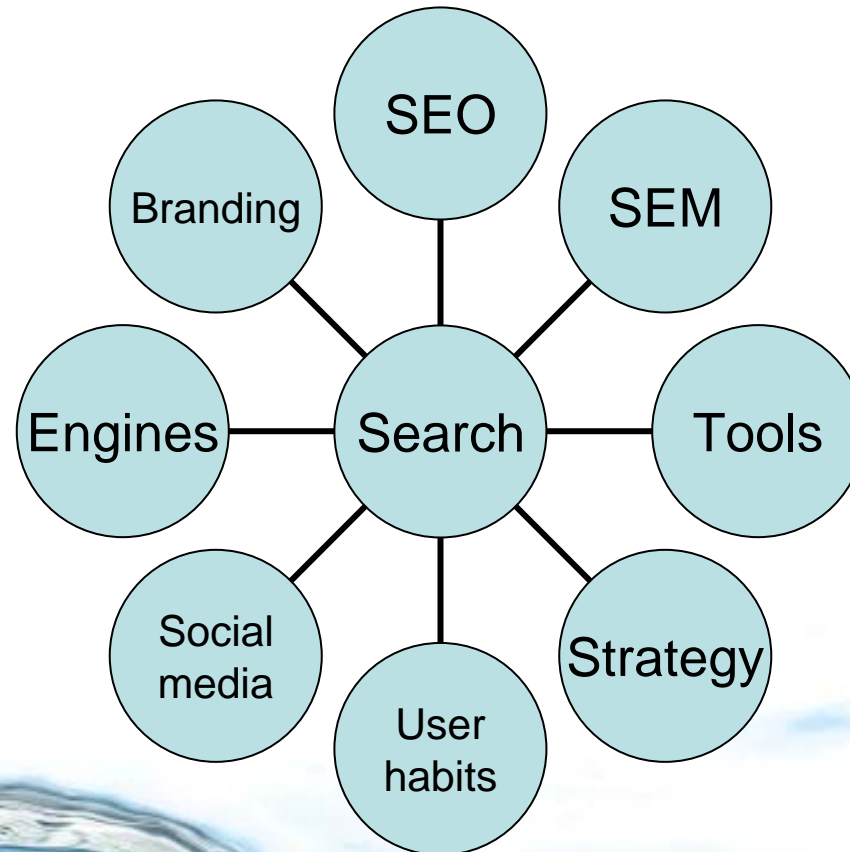 SEO
Branding
SEM
Engines
Search
Tools
Social
media
Strategy
User
habits